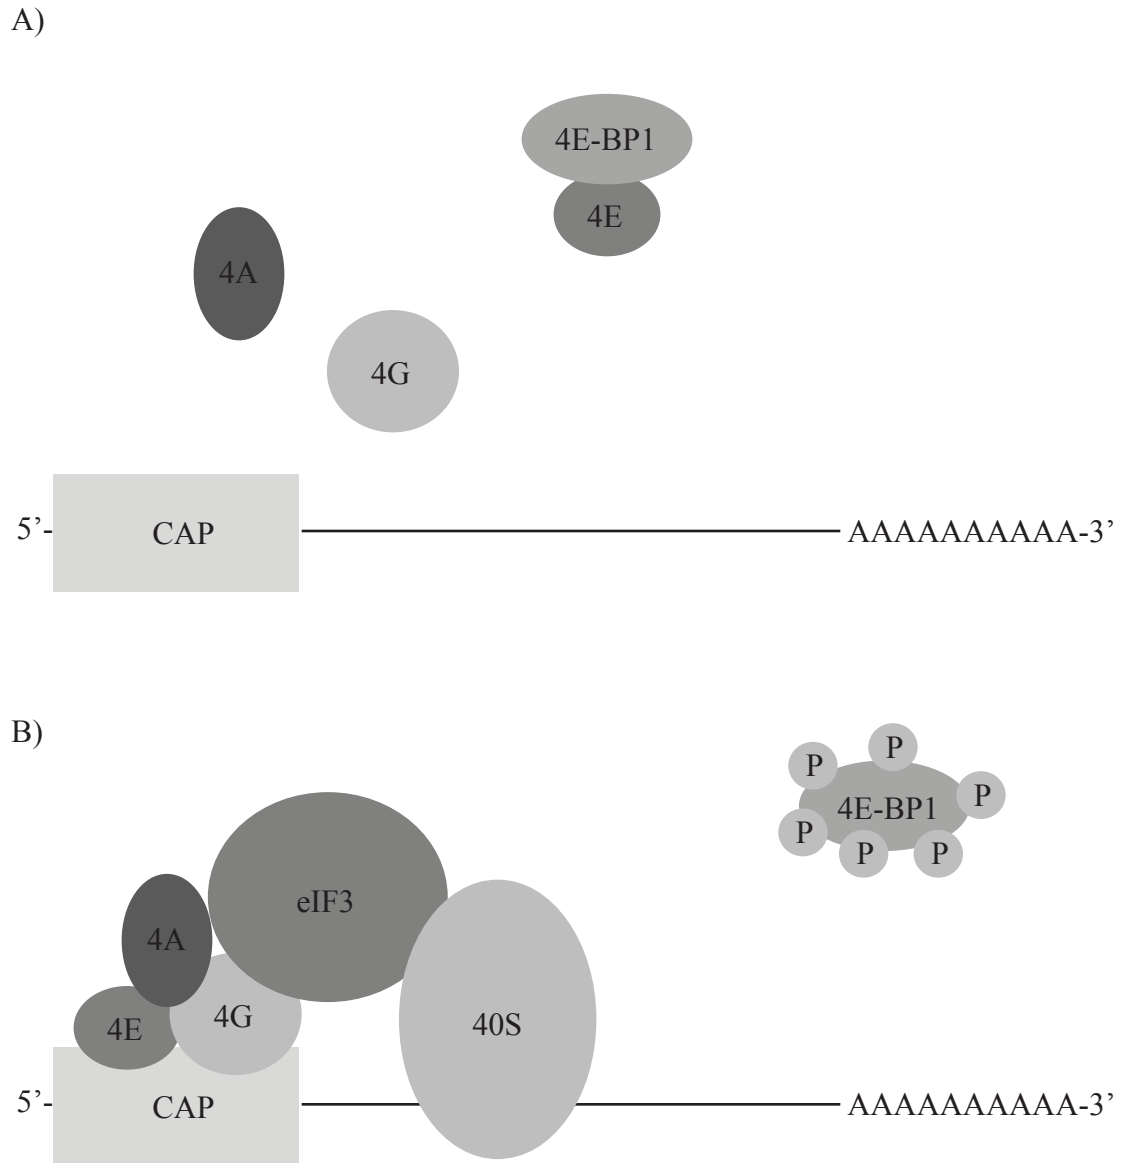 A)
4E-BP1
4E
4A
4G
5’-
CAP
AAAAAAAAAA-3’
B)
P
P
P
4E-BP1
P
P
P
eIF3
4A
4G
4E
40S
5’-
CAP
AAAAAAAAAA-3’